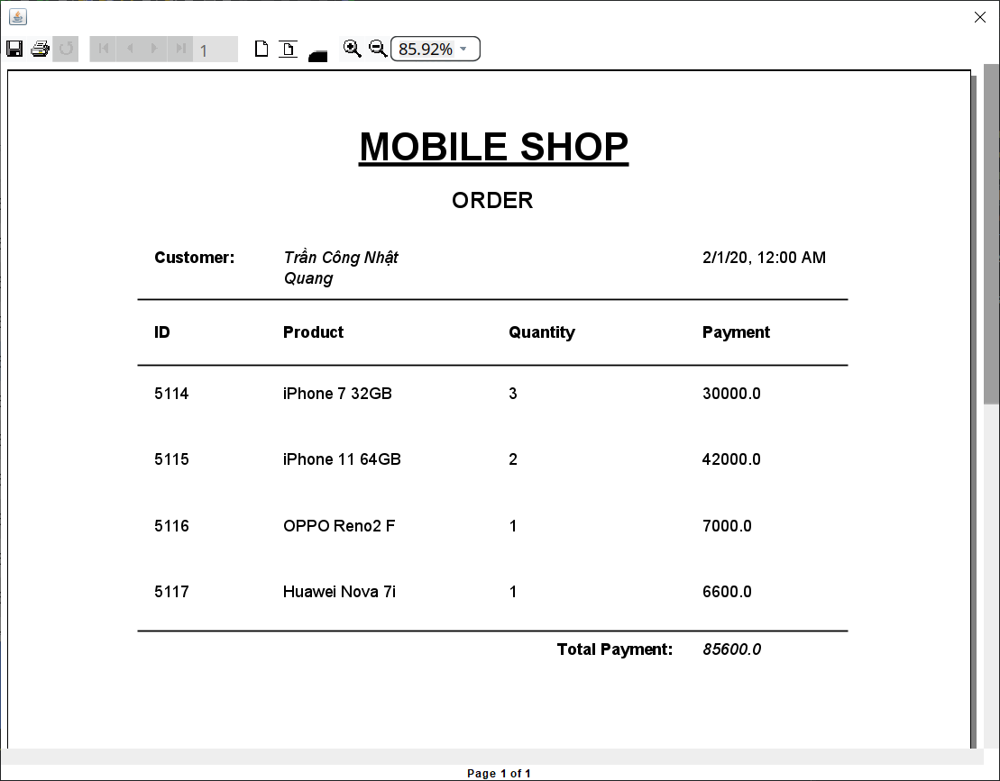 1
85.92%
MOBILE SHOP
ORDER
Customer: Trần Công Nhật 2/1/20, 12:00 AM
Quang
ID Product Quantity Payment
5114 iPhone 7 32GB 3 30000.0
5115 iPhone 11 64GB 2 42000.0
5116 OPPO Reno2 F 1 7000.0
5117 Huawei Nova 7i 1 6600.0
Total Payment: 85600.0
Page 1 of 1